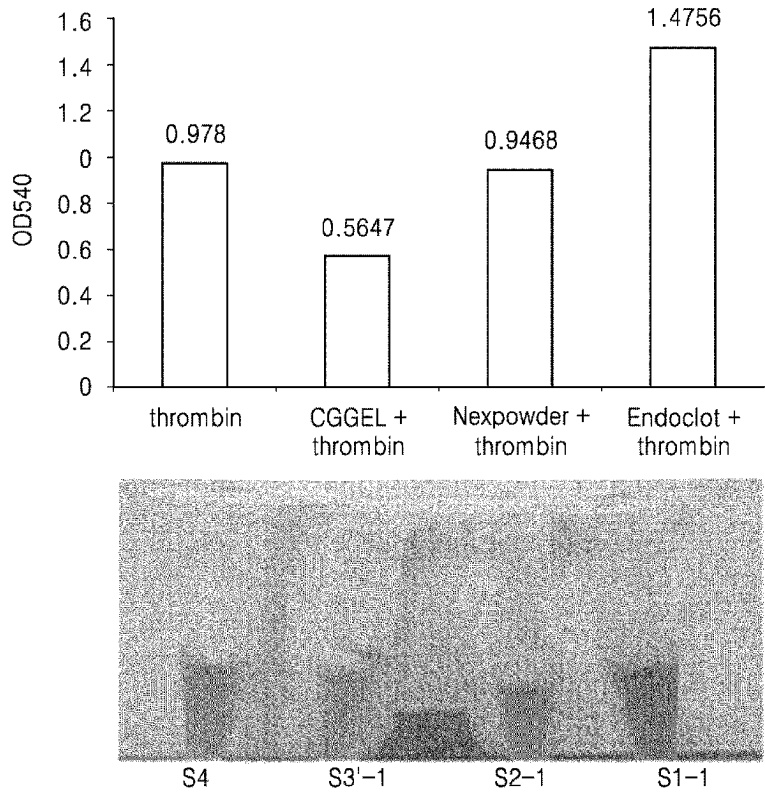 1.6
1.4
1.2
0
0.8
0.6
0.4
0.2
0
OD540
0.978
0.5647
0.9468
1.4756
thrombin
CGGEL +
thrombin
Nexpowder +
thrombin
Endoclot +
thrombin
S4
S3'-1
S2-1
S1-1